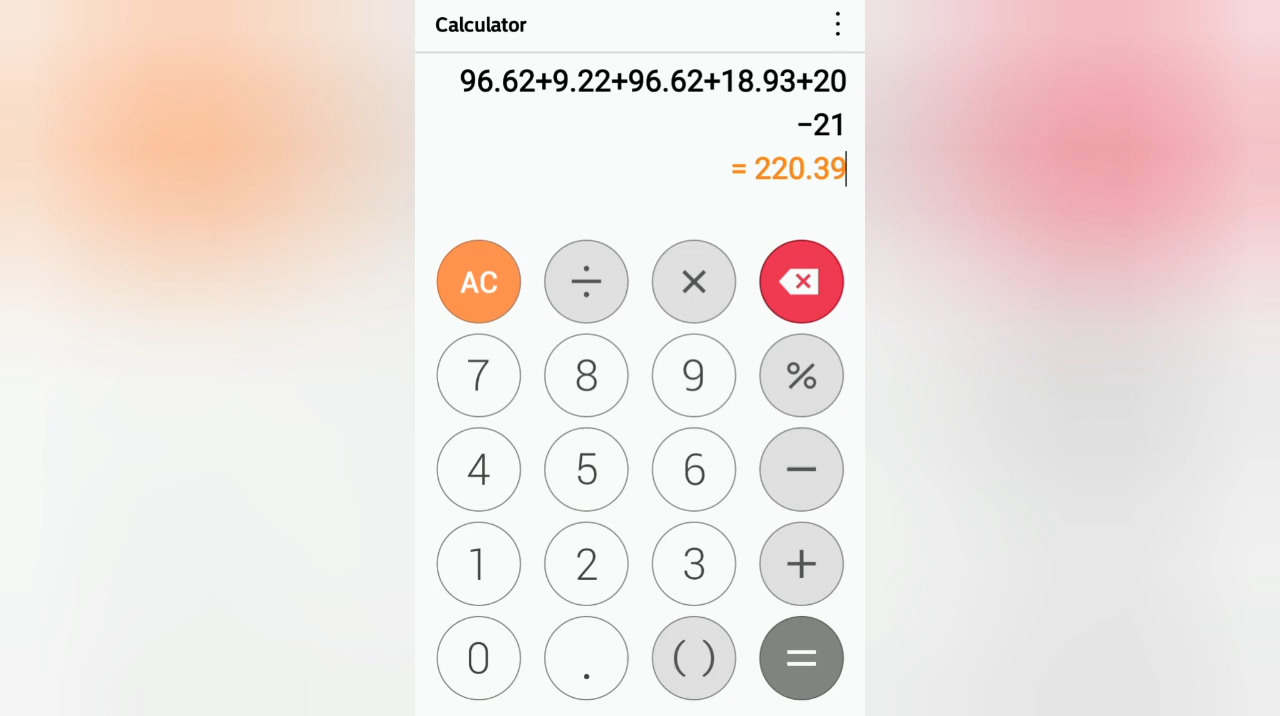 Calculator
96.62+9.22+96.62+18.93+20
−21
= 220.39
AC ÷ ×
7 8 9 %
4 5 6 −
1 2 3 +
0 . ( ) =